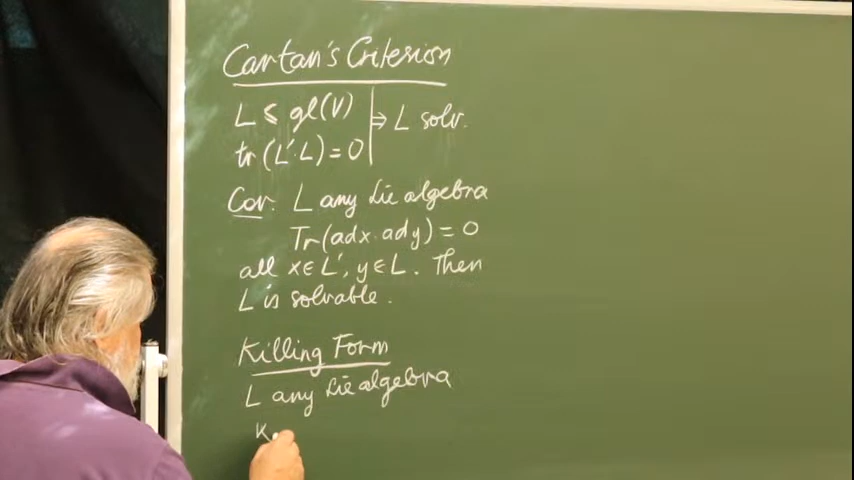 Cartan's Criterion
L ≤ gl(V) ⇒ L solv.
tr(L'·L) = 0
Cor. L any Lie algebra
Tr(adx·ady) = 0
all x∈L', y∈L. Then
L is solvable.
Killing Form
L any Lie algebra
K